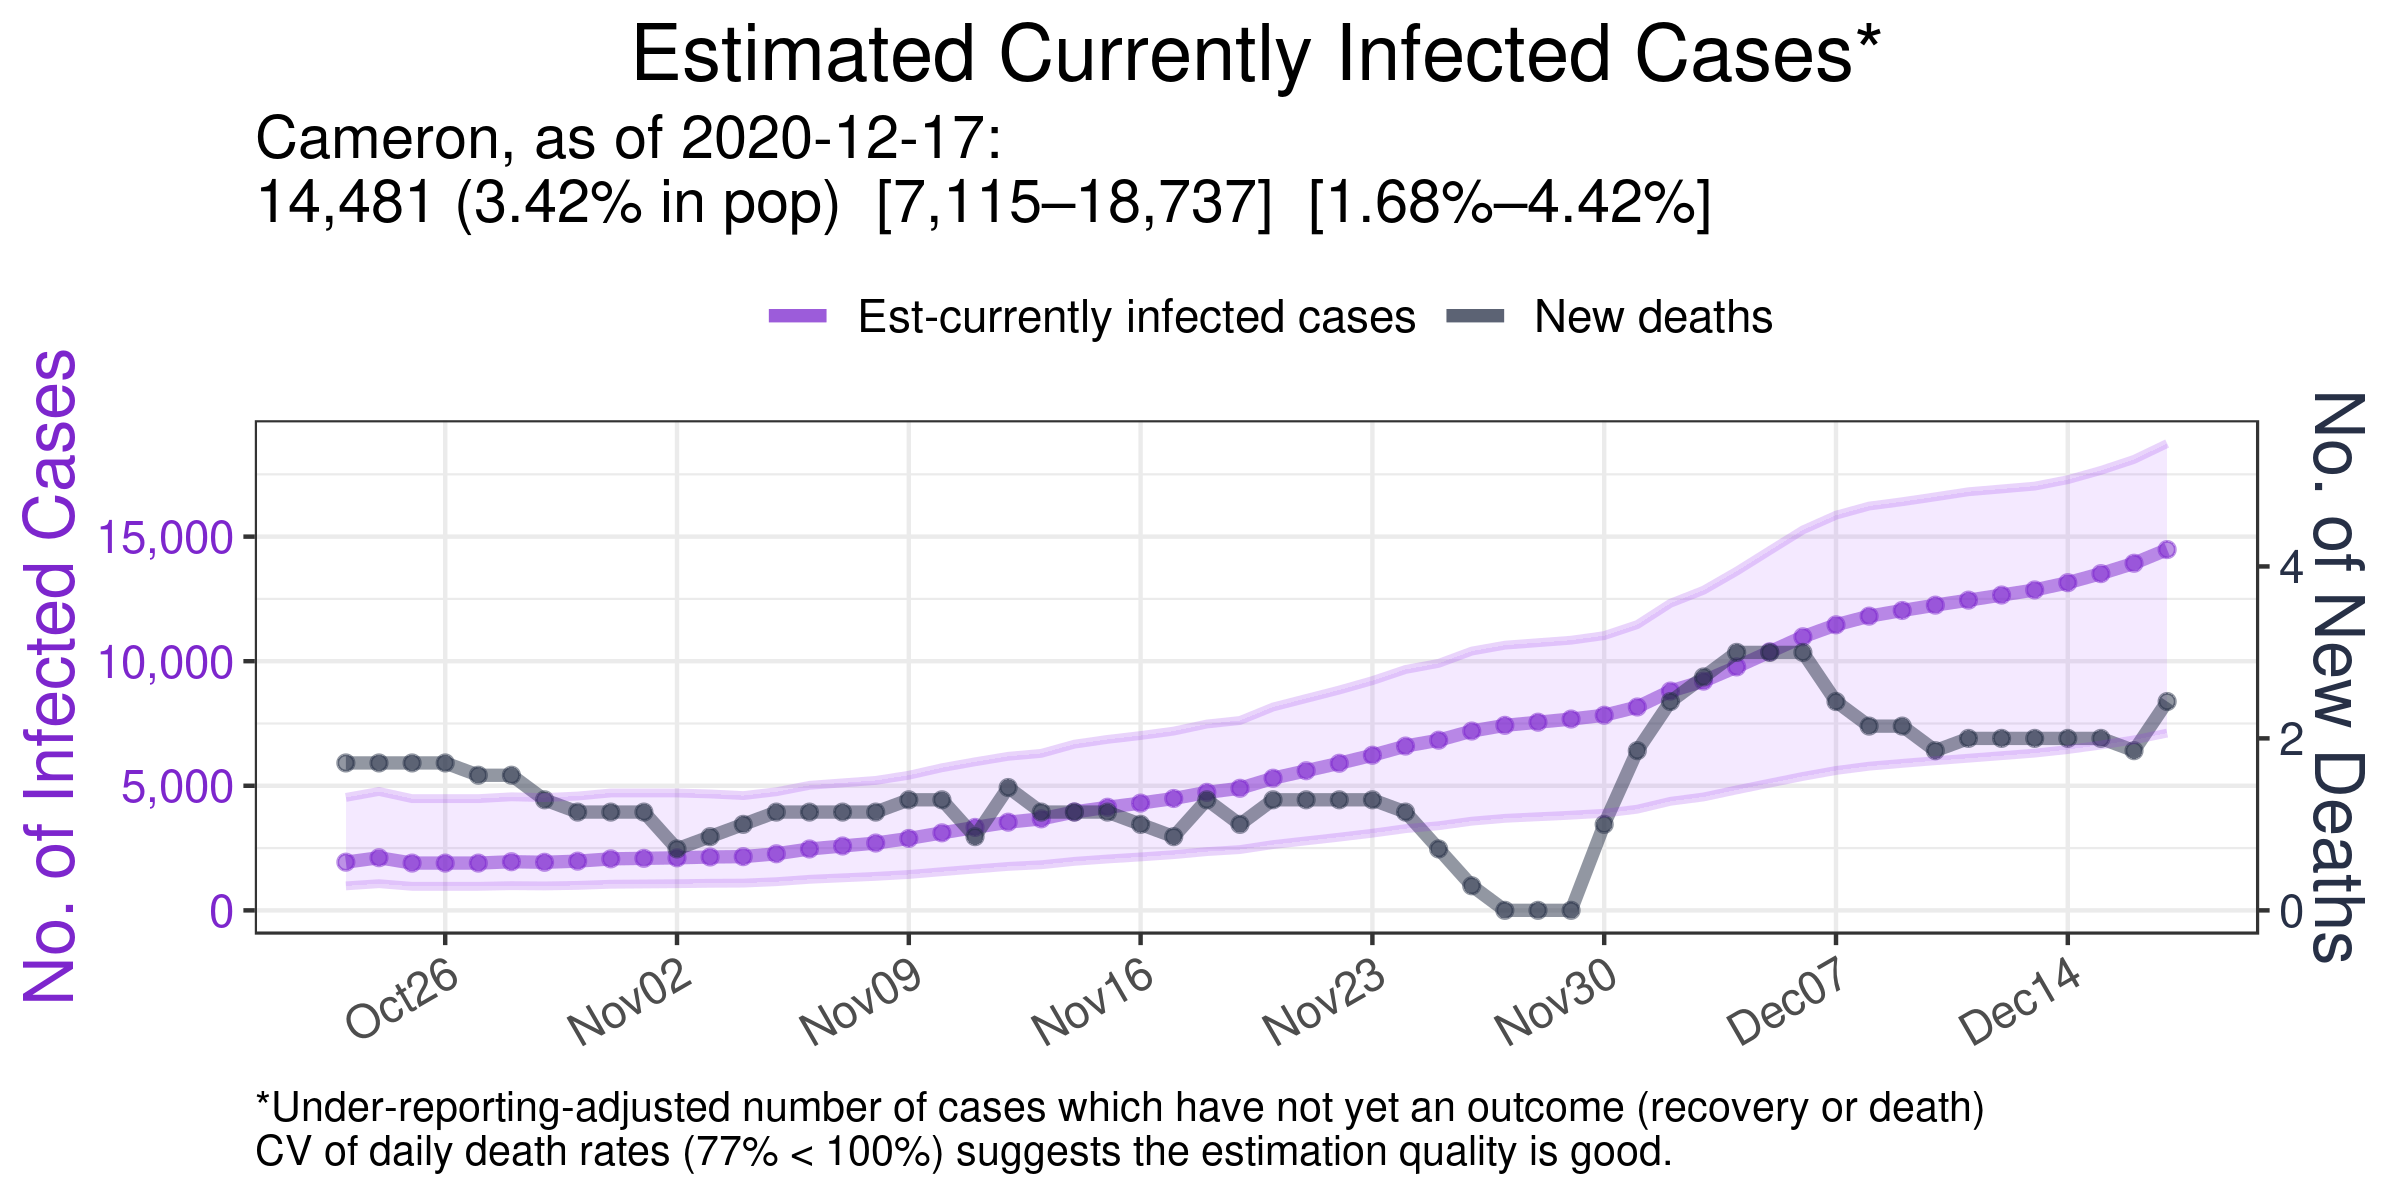 Estimated Currently Infected Cases*
Cameron, as of 2020-12-17:
14,481 (3.42% in pop)  [7,115–18,737]  [1.68%–4.42%]
Est-currently infected cases
New deaths
No. of Infected Cases
15,000
10,000
5,000
0
No. of New Deaths
4
2
0
Oct26
Nov02
Nov09
Nov16
Nov23
Nov30
Dec07
Dec14
*Under-reporting-adjusted number of cases which have not yet an outcome (recovery or death)
CV of daily death rates (77% < 100%) suggests the estimation quality is good.